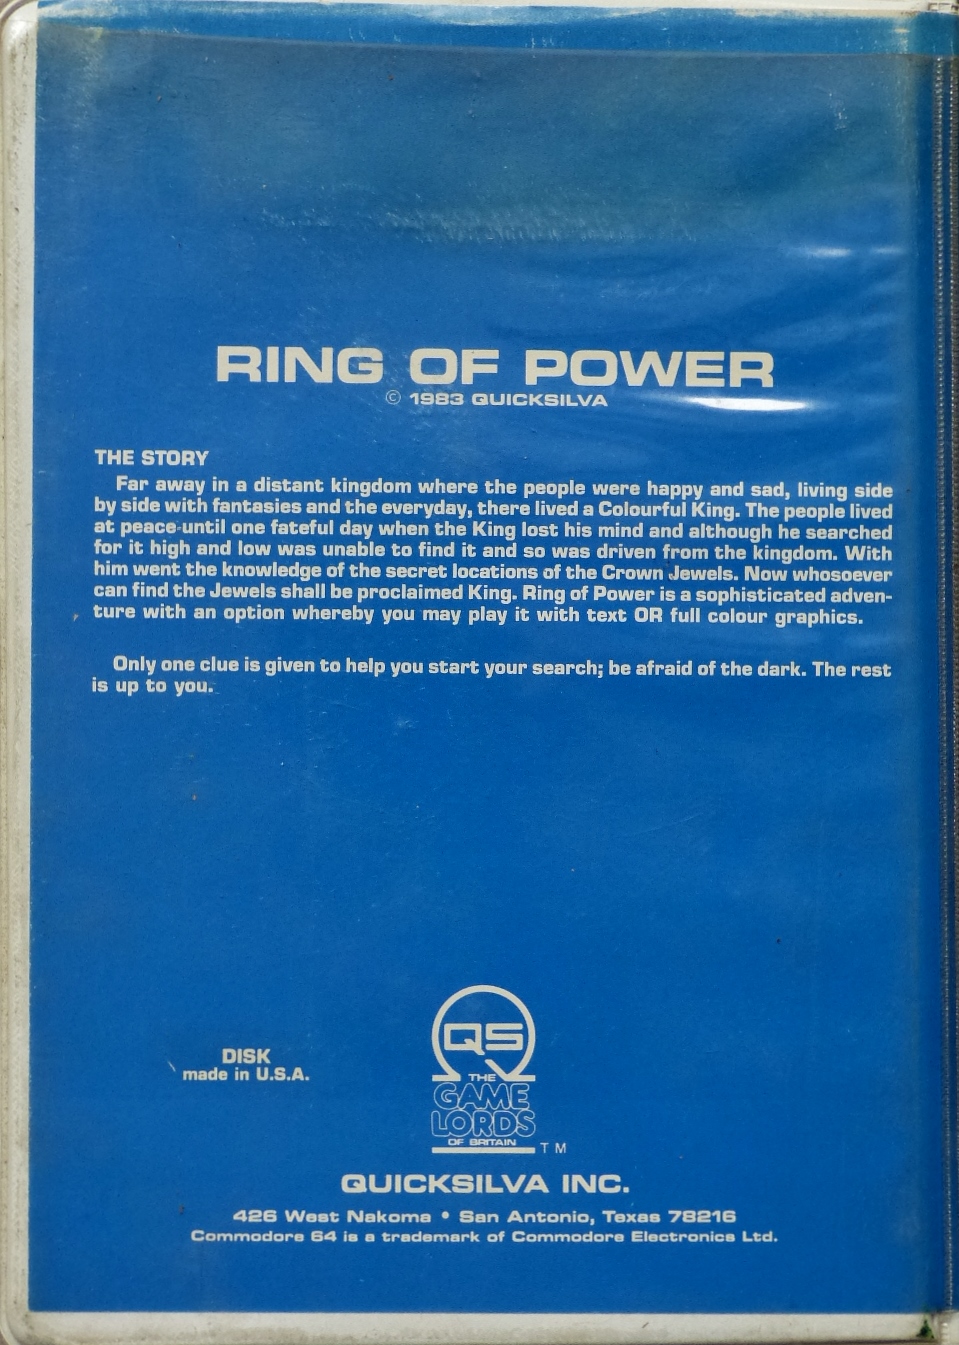 RING OF POWER
© 1983 QUICKSILVA
THE STORY
Far away in a distant kingdom where the people were happy and sad, living side
by side with fantasies and the everyday, there lived a Colourful King. The people lived
at peace until one fateful day when the King lost his mind and although he searched
for it high and low was unable to find it and so was driven from the kingdom. With
him went the knowledge of the secret locations of the Crown Jewels. Now whosoever
can find the Jewels shall be proclaimed King. Ring of Power is a sophisticated adven-
ture with an option whereby you may play it with text OR full colour graphics.
Only one clue is given to help you start your search; be afraid of the dark. The rest
is up to you.
DISK
made in U.S.A.
QS
THE
GAME
LORDS
OF BRITAIN
TM
QUICKSILVA INC.
426 West Nakoma • San Antonio, Texas 78216
Commodore 64 is a trademark of Commodore Electronics Ltd.